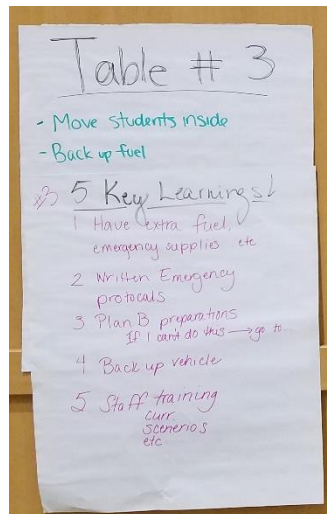 Table # 3
- Move students inside
- Back up fuel
5 Key Learnings!
1 Have extra fuel,
emergency supplies etc
2 Written Emergency
protocals
3 Plan B preparations
If I can't do this → go to...
4 Back up vehicle
5 Staff training
curr.
scenerios
etc